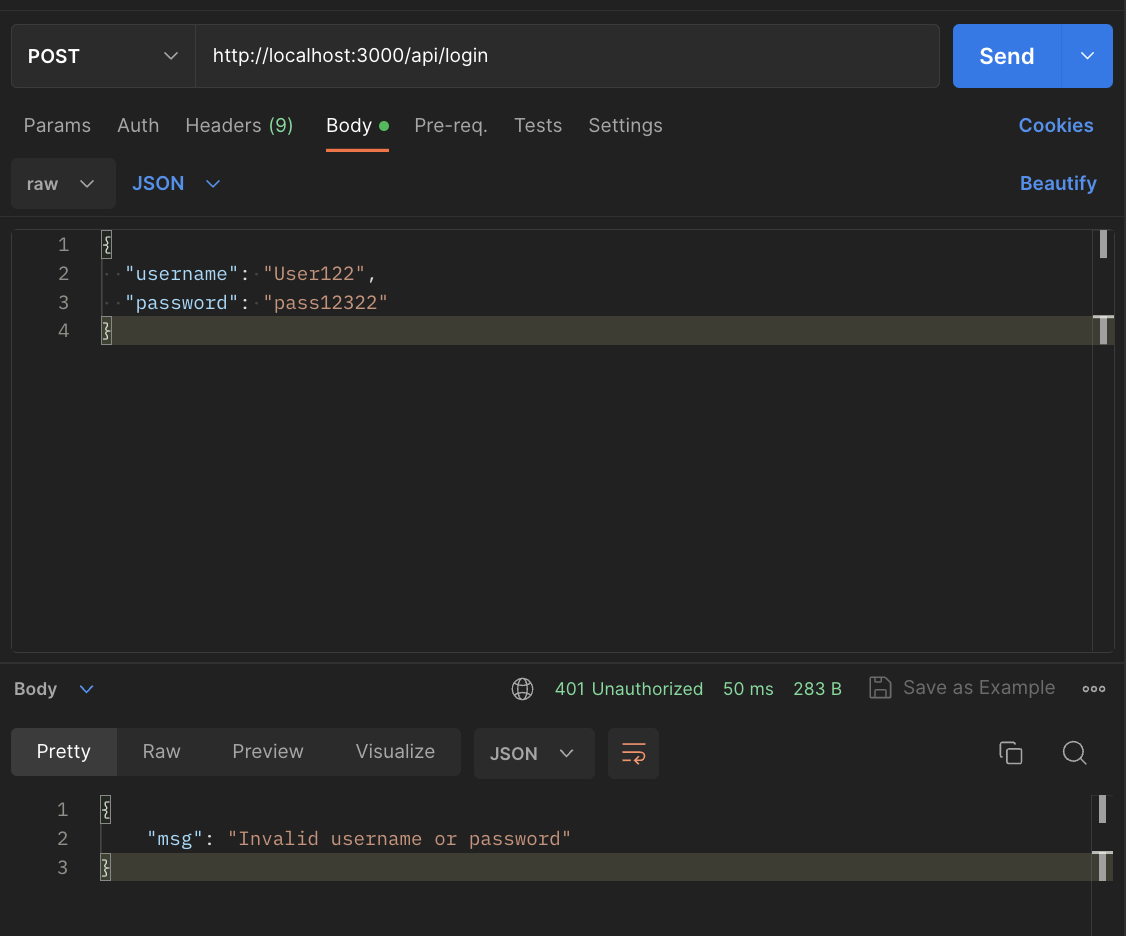 POST http://localhost:3000/api/login Send
Params Auth Headers (9) Body Pre-req. Tests Settings Cookies
raw JSON Beautify
1 {
2 "username": "User122",
3 "password": "pass12322"
4 }
Body 401 Unauthorized 50 ms 283 B Save as Example
Pretty Raw Preview Visualize JSON
1 {
2 "msg": "Invalid username or password"
3 }